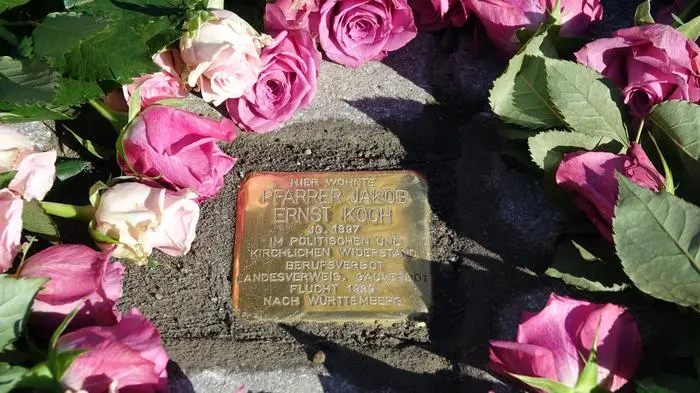 HIER WOHNTE
PFARRER JAKOB
ERNST KOCH
JG. 1897
IM POLITISCHEN UND
KIRCHLICHEN WIDERSTAND
BERUFSVERBOT
LANDESVERWEIS, GAUVERBOT
FLUCHT 1939
NACH WÜRTTEMBERG